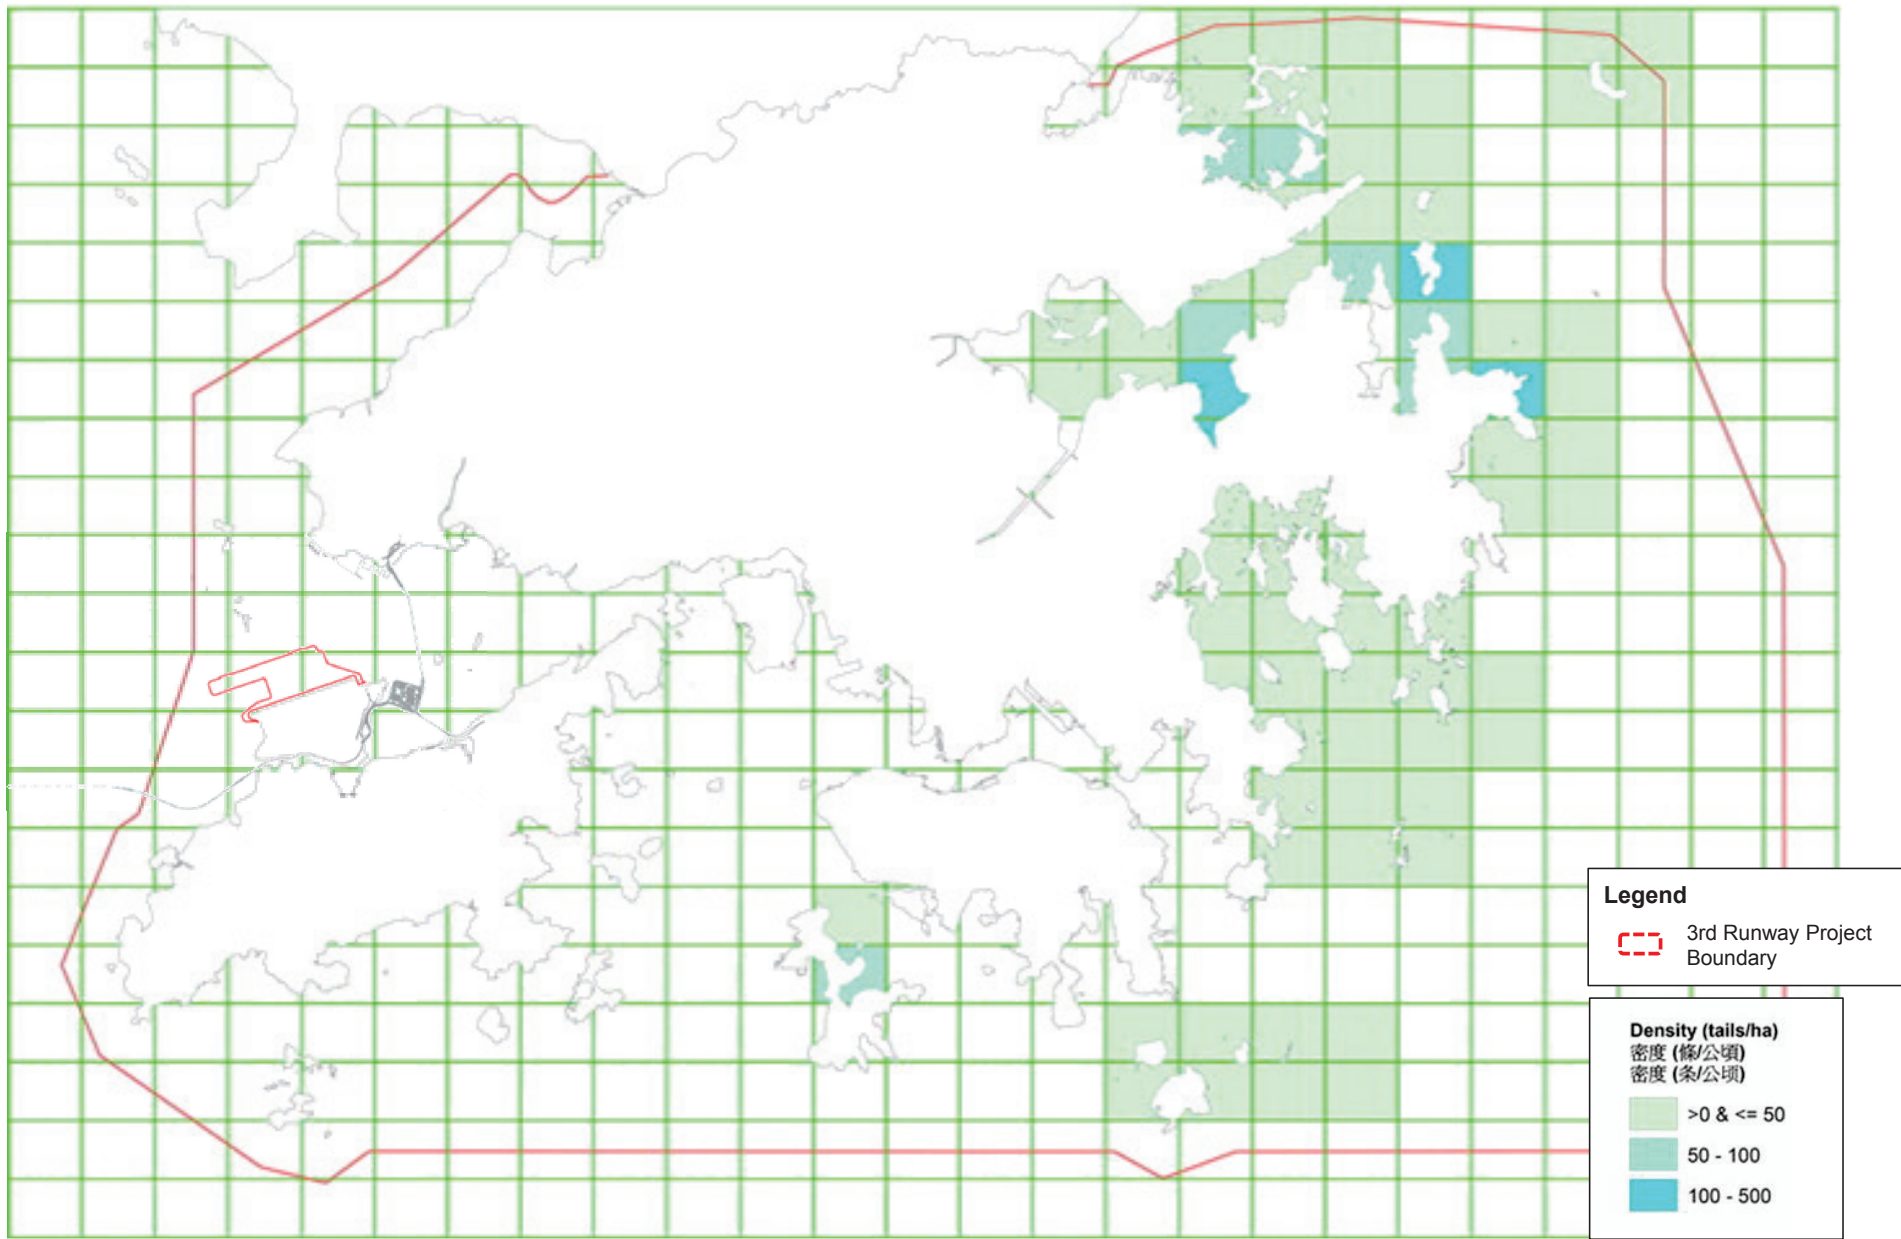 Legend
3rd Runway Project
Boundary
Density (tails/ha)
密度 (條/公頃)
密度 (条/公顷)
>0 & <= 50
50 - 100
100 - 500